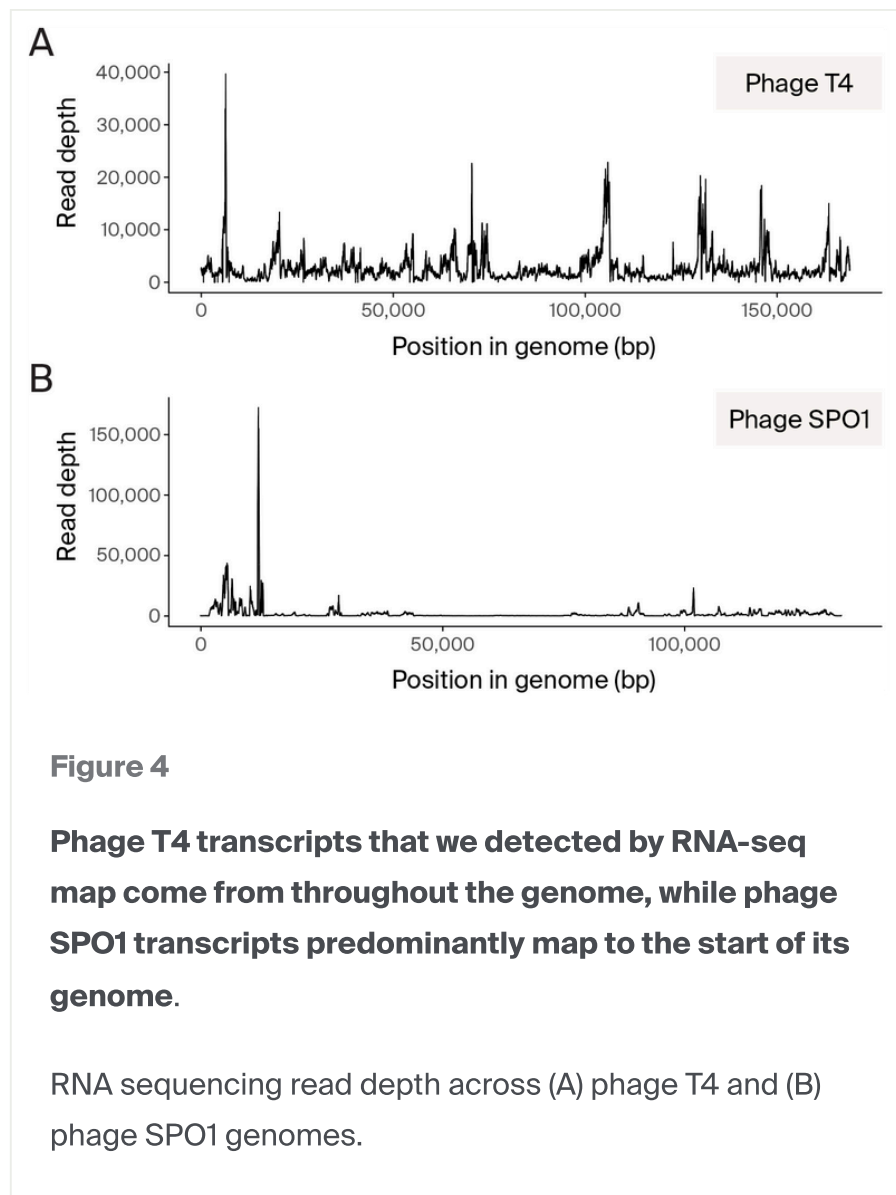 A
Phage T4
Read depth
40,000
30,000
20,000
10,000
0
0 50,000 100,000 150,000
Position in genome (bp)
B
Phage SPO1
Read depth
150,000
100,000
50,000
0
0 50,000 100,000
Position in genome (bp)
Figure 4
Phage T4 transcripts that we detected by RNA-seq
map come from throughout the genome, while phage
SPO1 transcripts predominantly map to the start of its
genome.
RNA sequencing read depth across (A) phage T4 and (B)
phage SPO1 genomes.